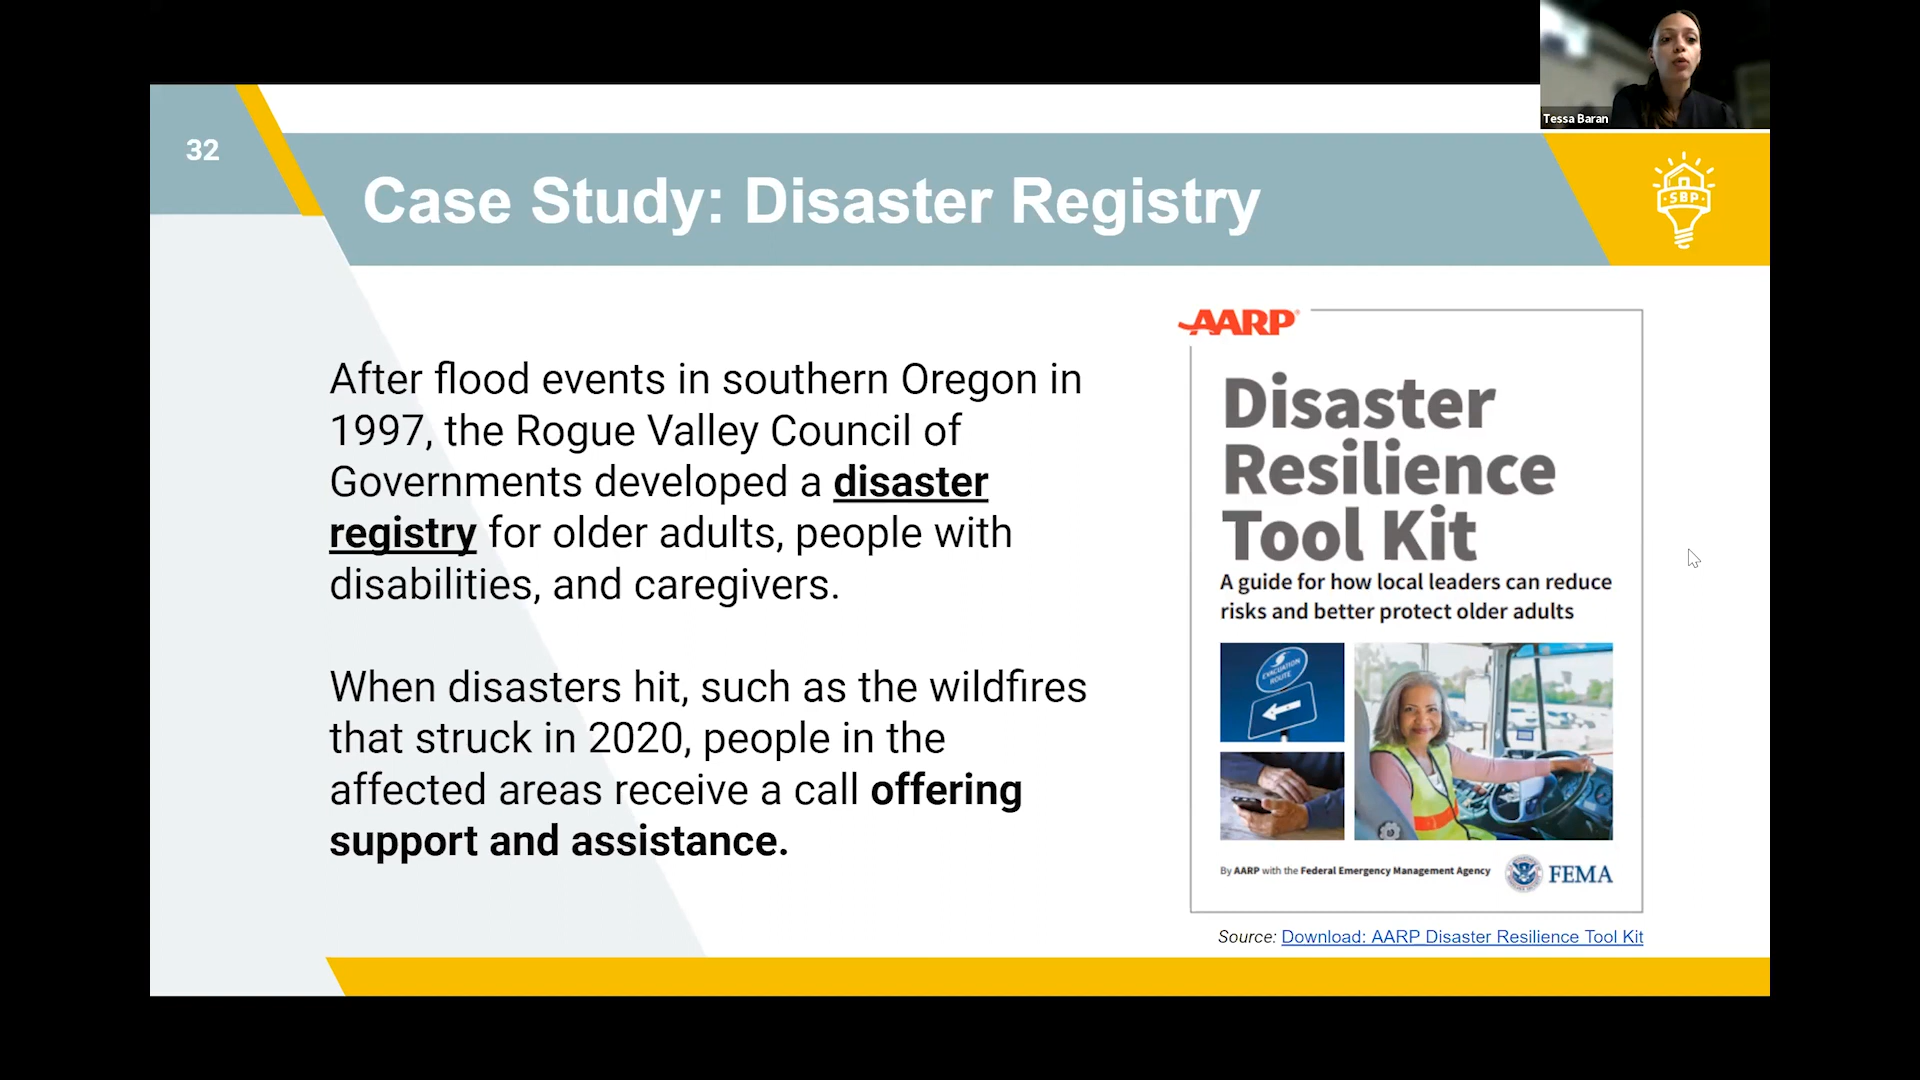 Tessa Baran
32
Case Study: Disaster Registry
SBP
After flood events in southern Oregon in
1997, the Rogue Valley Council of
Governments developed a disaster
registry for older adults, people with
disabilities, and caregivers.
When disasters hit, such as the wildfires
that struck in 2020, people in the
affected areas receive a call offering
support and assistance.
AARP®
Disaster
Resilience
Tool Kit
A guide for how local leaders can reduce
risks and better protect older adults
EVACUATION
ROUTE
By AARP with the Federal Emergency Management Agency
FEMA
Source: Download: AARP Disaster Resilience Tool Kit